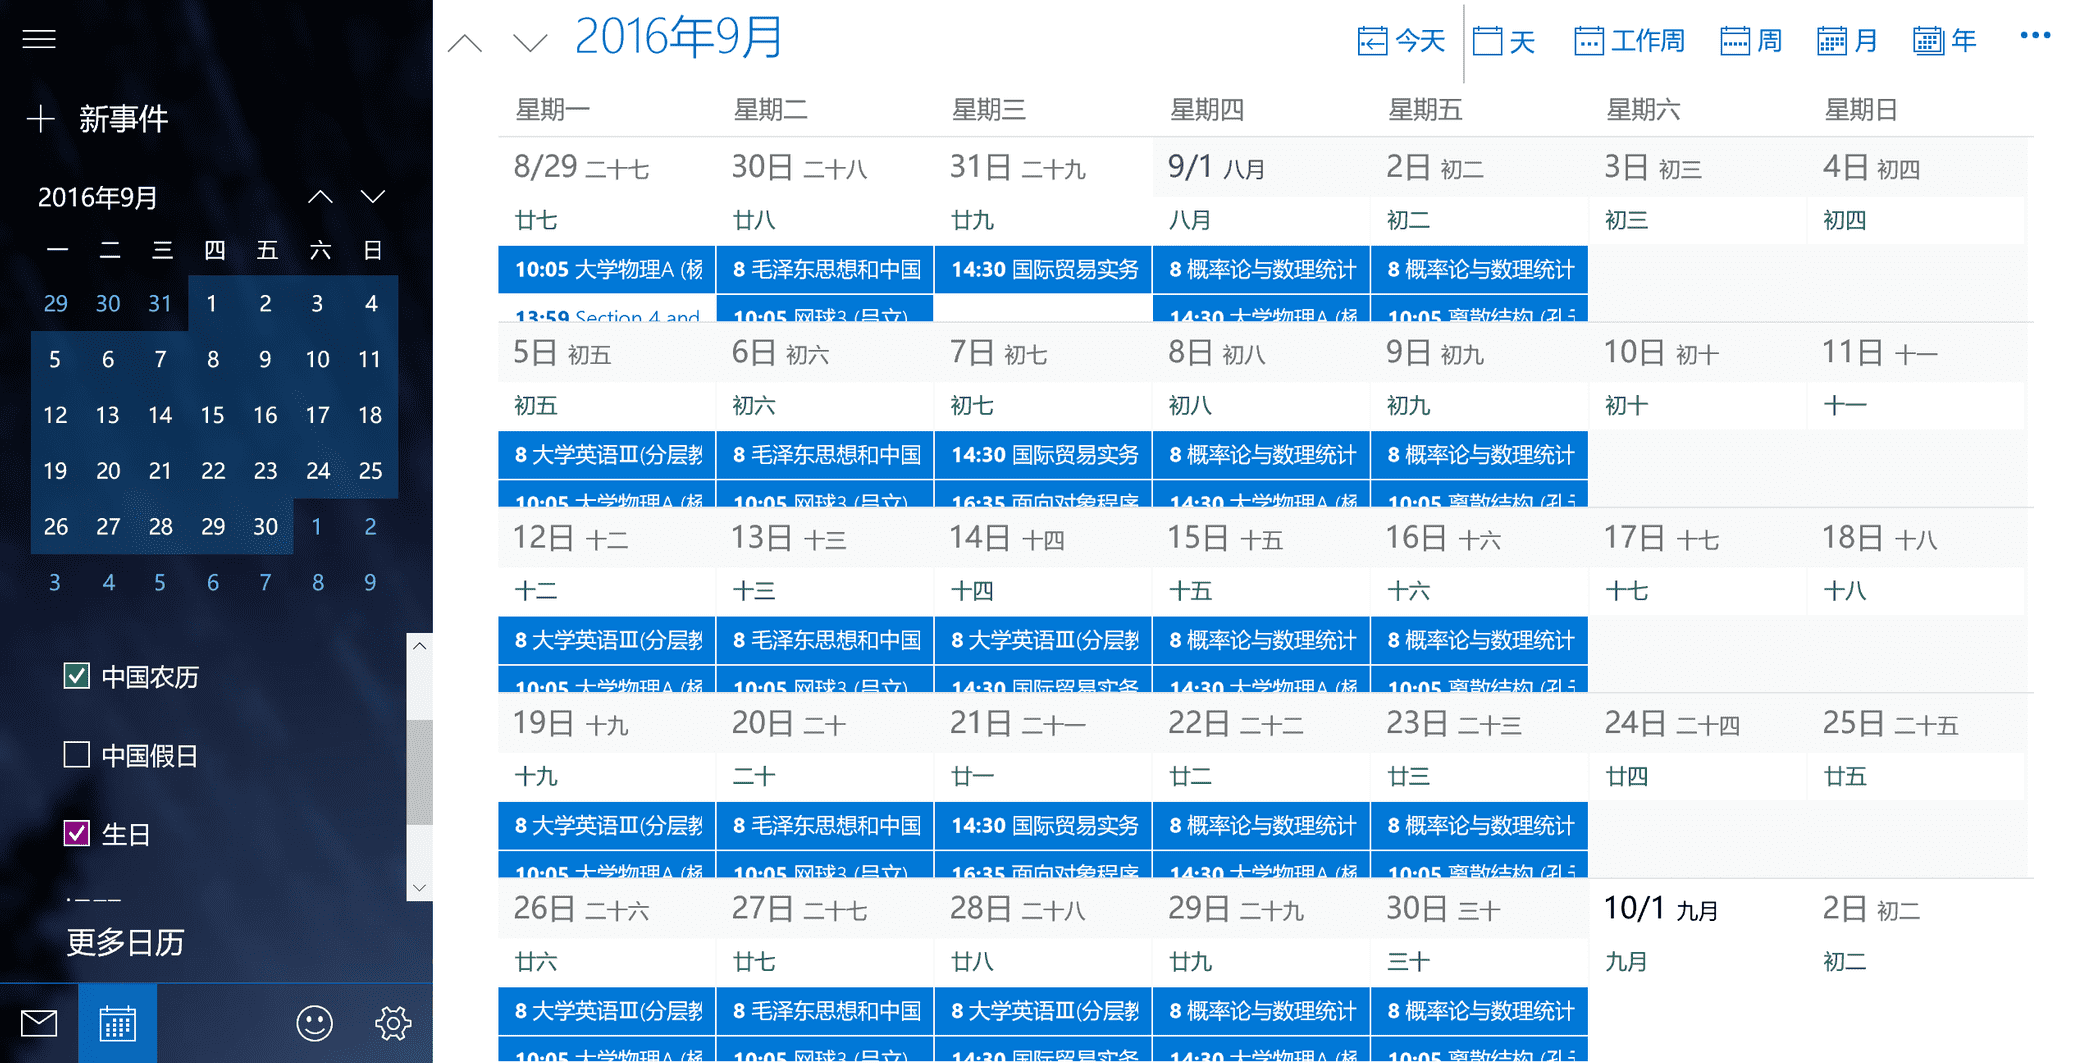 新事件
2016年9月
一 二 三 四 五 六 日
29 30 31 1 2 3 4
5 6 7 8 9 10 11
12 13 14 15 16 17 18
19 20 21 22 23 24 25
26 27 28 29 30 1 2
3 4 5 6 7 8 9
中国农历
中国假日
生日
更多日历
2016年9月
今天 天 工作周 周 月 年
星期一 星期二 星期三 星期四 星期五 星期六 星期日
8/29 二十七 30日 二十八 31日 二十九 9/1 八月 2日 初二 3日 初三 4日 初四
廿七 廿八 廿九 八月 初二 初三 初四
10:05 大学物理A (杨 8 毛泽东思想和中国 14:30 国际贸易实务 8 概率论与数理统计 8 概率论与数理统计
13:59 Section 4 and 10:05 网球3 (吕文) 14:30 大学物理A (杨 10:05 离散结构 (孔
5日 初五 6日 初六 7日 初七 8日 初八 9日 初九 10日 初十 11日 十一
初五 初六 初七 初八 初九 初十 十一
8 大学英语Ⅲ(分层教 8 毛泽东思想和中国 14:30 国际贸易实务 8 概率论与数理统计 8 概率论与数理统计
10:05 大学物理A (杨 10:05 网球3 (吕文) 16:35 面向对象程序 14:30 大学物理A (杨 10:05 离散结构 (孔
12日 十二 13日 十三 14日 十四 15日 十五 16日 十六 17日 十七 18日 十八
十二 十三 十四 十五 十六 十七 十八
8 大学英语Ⅲ(分层教 8 毛泽东思想和中国 8 大学英语Ⅲ(分层教 8 概率论与数理统计 8 概率论与数理统计
10:05 大学物理A (杨 10:05 网球3 (吕文) 14:30 国际贸易实务 14:30 大学物理A (杨 10:05 离散结构 (孔
19日 十九 20日 二十 21日 二十一 22日 二十二 23日 二十三 24日 二十四 25日 二十五
十九 二十 廿一 廿二 廿三 廿四 廿五
8 大学英语Ⅲ(分层教 8 毛泽东思想和中国 14:30 国际贸易实务 8 概率论与数理统计 8 概率论与数理统计
10:05 大学物理A (杨 10:05 网球3 (吕文) 16:35 面向对象程序 14:30 大学物理A (杨 10:05 离散结构 (孔
26日 二十六 27日 二十七 28日 二十八 29日 二十九 30日 三十 10/1 九月 2日 初二
廿六 廿七 廿八 廿九 三十 九月 初二
8 大学英语Ⅲ(分层教 8 毛泽东思想和中国 8 大学英语Ⅲ(分层教 8 概率论与数理统计 8 概率论与数理统计
10:05 大学物理A (杨 10:05 网球3 (吕文) 14:30 国际贸易实务 14:30 大学物理A (杨 10:05 离散结构 (孔